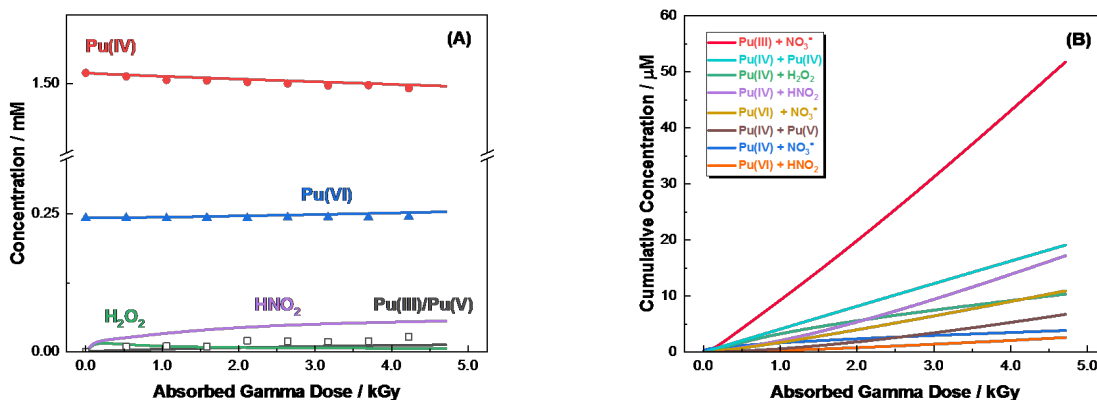 (A)
Pu(IV)
1.50
Concentration / mM
Pu(VI)
0.25
HNO₂
Pu(III)/Pu(V)
H₂O₂
0.00
0.0 1.0 2.0 3.0 4.0 5.0
Absorbed Gamma Dose / kGy
60
(B)
Pu(III) + NO₃•
Pu(IV) + Pu(IV)
Pu(IV) + H₂O₂
Pu(IV) + HNO₂
Pu(VI) + NO₃•
Pu(IV) + Pu(V)
Pu(IV) + NO₃•
Pu(VI) + HNO₂
50
40
30
20
10
0
Cumulative Concentration / µM
0.0 1.0 2.0 3.0 4.0 5.0
Absorbed Gamma Dose / kGy